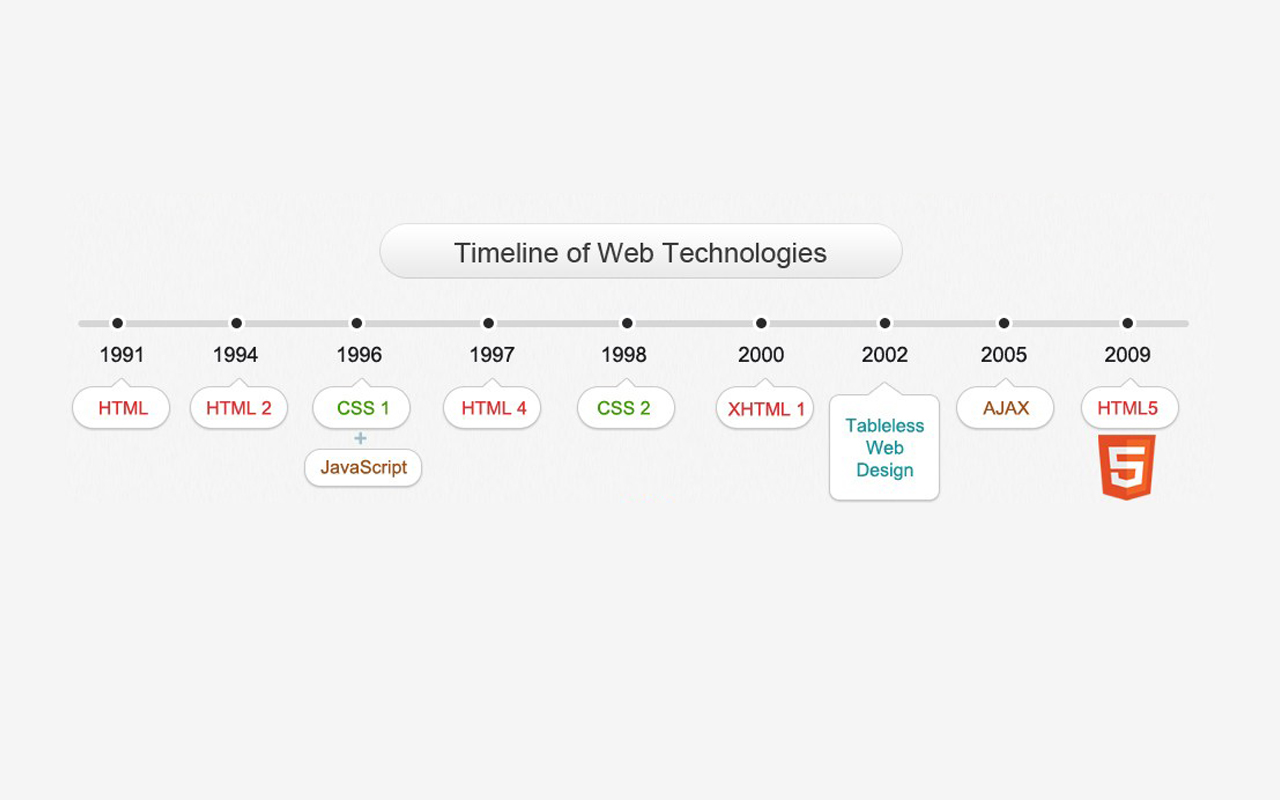 Timeline of Web Technologies
1991 1994 1996 1997 1998 2000 2002 2005 2009
HTML HTML 2 CSS 1 HTML 4 CSS 2 XHTML 1 AJAX HTML5
+
JavaScript
Tableless
Web
Design
5